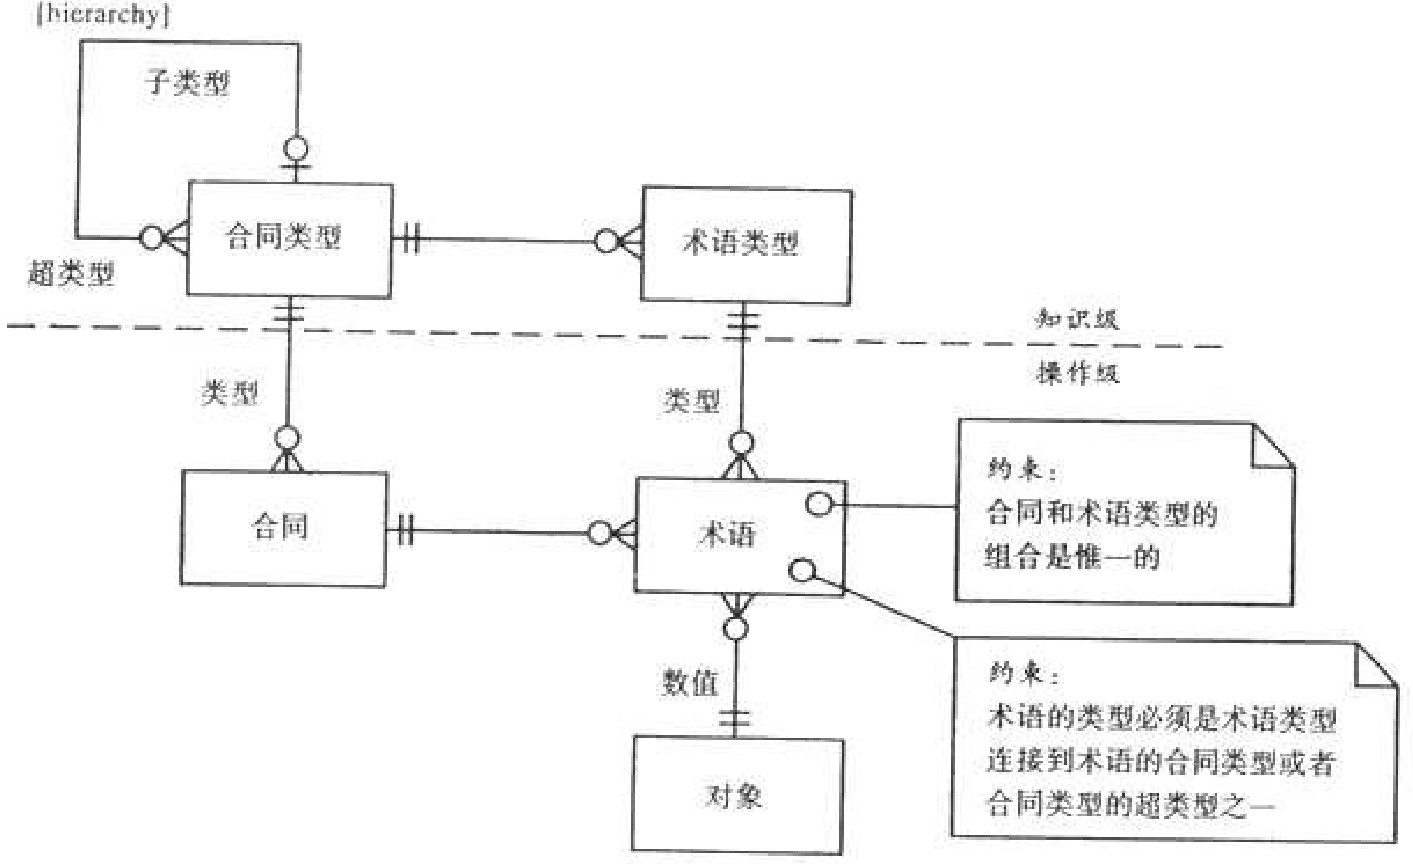 [hierarchy]
子类型
合同类型
术语类型
超类型
知识级
操作级
类型
类型
合同
术语
约束：
合同和术语类型的
组合是惟一的
数值
对象
约束：
术语的类型必须是术语类型
连接到术语的合同类型或者
合同类型的超类型之一